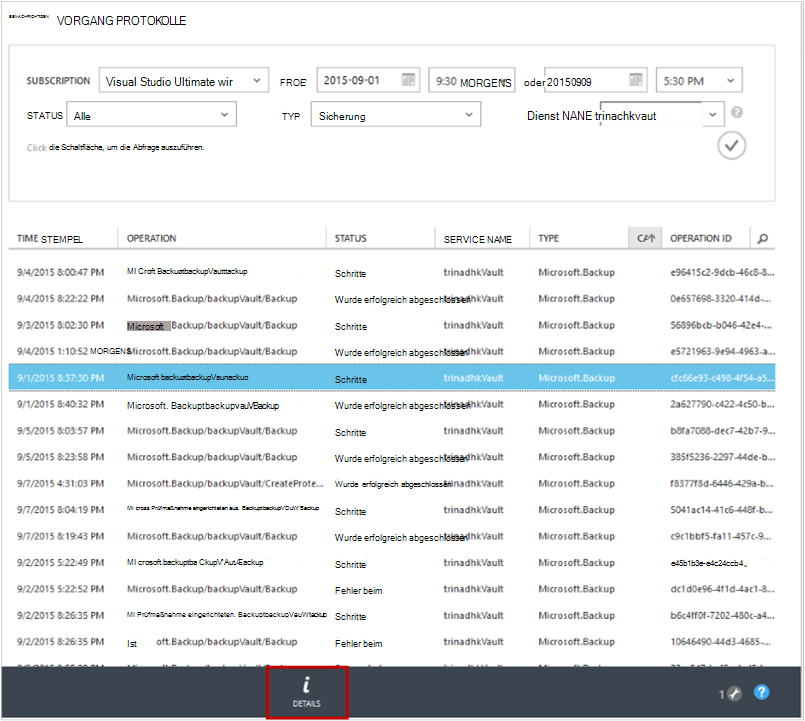 BENACHRICHTIGEN VORGANG PROTOKOLLE
SUBSCRIPTION Visual Studio Ultimate wir FROE' 2015-09-01 9:30 MORGENS oder 20150909 5:30 PM
STATUS Alle TYP Sicherung Dienst NANE trinachkvaut
Click die Schaltfläche, um die Abfrage auszuführen.
TIME STEMPEL OPERATION STATUS SERVICE NAME TYPE OPERATION ID
9/4/2015 8:00:47 PM MI Croft BackuıtbackupVautttackup Schritte trinadhkVault Microsoft.Backup e96415c2-9dcb-46c8-8...
9/4/2015 8:22:22 PM Microsoft.Backup/backupVault/Backup Wurde erfolgreich abgeschlossen trinadhkVault Microsoft.Backup 0e657698-3320-414d-...
9/3/2015 8:02:30 PM Microsoft Backup/backupVault/Backup Schritte trinadhkVault Microsoft.Backup 56896bcb-b046-42e4-...
9/4/2015 1:10:52 MORGENS Microsoft.Backup/backupVault/Backup Wurde erfolgreich abgeschlossen trinadhkVault Microsoft.Backup e5721963-9e94-4963-a...
9/1/2015 8:37:30 PM Microsoft backuıtbackupVaunackuo Schritte trinadhkVault Microsoft.Backup cfc66e93-c498-4f54-a5...
9/1/2015 8:40:32 PM Microsoft. BackuptbackupvauVBackup Wurde erfolgreich abgeschlossen trinadhkVault Microsoft.Backup 2a627790-c422-4c50-b...
9/5/2015 8:03:57 PM Microsoft.Backup/backupVault/Backup Schritte trinadhkVault Microsoft.Backup b8fa7088-dec7-42b7-9...
9/5/2015 8:23:58 PM Microsoft.Backup/backupVault/Backup Wurde erfolgreich abgeschlossen trinadhkVault Microsoft.Backup 385f5236-2297-44de-b...
9/7/2015 4:31:03 PM Microsoft.Backup/backupVault/CreateProte... Wurde erfolgreich abgeschlossen trinadhkVault Microsoft.Backup f8377f8d-6446-429a-b...
9/7/2015 8:04:19 PM MI cross Prüfmaßnahme eingerichteten aus. BackuptbackupVOuW'Backup Schritte trinadhkVault Microsoft.Backup 5041ac14-41c6-448f-b...
9/7/2015 8:19:43 PM Microsoft.Backup/backupVault/Backup Wurde erfolgreich abgeschlossen trinadhkVault Microsoft.Backup c9c1bbf5-fa11-457c-9...
9/2/2015 5:22:49 PM MI crosoft.backuptba CkupV'Aut/Eackup Schritte trinadhkVault Microsoft.Backup e45b1b3e-e4c24ccb4
9/2/2015 5:22:52 PM Microsoft.Backup/backupVault/Backup Fehler beim trinadhkVault Microsoft.Backup dc1d0e96-4f1d-4ac1-8...
9/2/2015 8:26:35 PM MI Prüfmaßnahme eingerichteten. BackuptbackupVauWtackup Schritte trinadhkVault Microsoft.Backup b6c4ff0f-7202-480c-a4...
9/2/2015 8:26:35 PM Ist oft.Backup/backupVault/Backup Fehler beim trinadhkVault Microsoft.Backup 10646490-44d3-4685-...
DETAILS
1